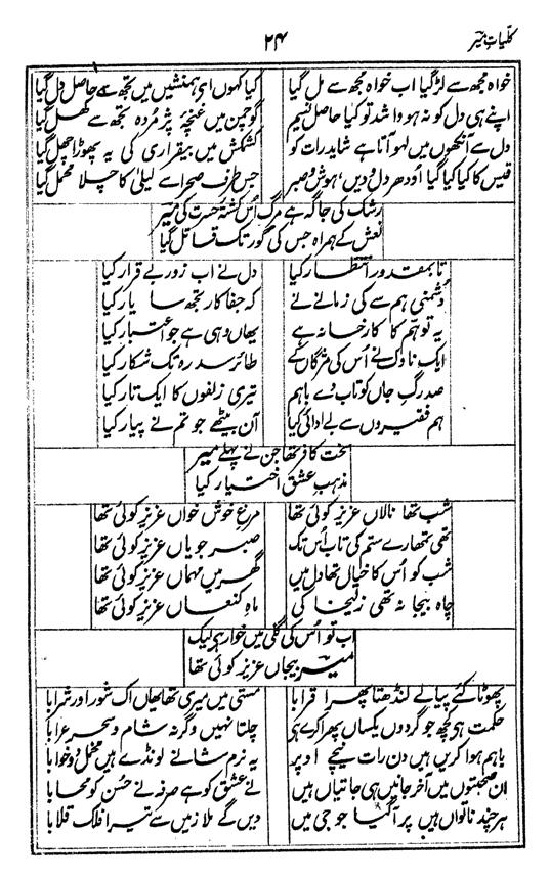 کلیاتِ میر
۲۴
خواہ مجھ سے لڑ گیا اب خواہ مجھ سے مل گیا کیا کہوں اے ہمنشیں میں تجھ سے حاصل دل گیا
اپنے ہی دل کو نہ ہو وا شد تو کیا حاصل نسیم گو چمن میں غنچۂ پژمردہ تجھ سے کھل گیا
دل سے آنکھوں میں لہو آتا ہے شاید رات کو کشمکش میں بیقراری کی یہ پھوڑا چھل گیا
قیس کا کیا کیا گیا اودھر دل و دیں، ہوش و صبر جس طرف صحرا سے لیلیٰ کا چلا محمل گیا
رشک کی جاگہ ہے مرگ اُس کشتۂ حسرت کی میر
نعش کے ہمراہ جس کی گور تک قاتل گیا
تا بمقدور انتظار کیا دل نے اب زور بے قرار کیا
دشمنی ہم سے کی زمانے نے کہ جفاکار تجھ سا یار کیا
یہ توہّم کا کارخانہ ہے یھاں وہی ہے جو اعتبار کیا
ایک ناوک نے اُس کی مژگاں کے طائر سدرہ تک شکار کیا
صد رگِ جاں کو تاب دے باہم تیری زلفوں کا ایک تار کیا
ہم فقیروں سے بے ادائی کیا آن بیٹھے جو تم نے پیار کیا
سخت کافر تھا جن نے پہلے میر
مذہبِ عشق اختیار کیا
شب تھا نالاں عزیز کوئی تھا مرغِ خوش خواں عزیز کوئی تھا
تھی تمھارے ستم کی تاب اُس تک صبر جو یاں عزیز کوئی تھا
شب کو اُس کا خیال تھا دل میں گھر میں مہماں عزیز کوئی تھا
چاہ بیجا نہ تھی زلیخا کی ماہِ کنعاں عزیز کوئی تھا
اب تو اُس کی گلی میں خوار ہے لیک
میر بیجاں عزیز کوئی تھا
پھوٹا کئے پیالے لنڈھتا پھرا قرابا مستی میں میری تھا یھاں اک شور اور شرابا
حکمت ہے کچھ جو گردوں یکساں پھرا کرے ہے چلتا نہیں وگرنہ شام و سحر عرابا
باہم ہوا کریں ہیں دن رات نیچے اوپر یہ نرم شانے لونڈے ہیں مخمل دو خوابا
ان صحبتوں میں آخر جانیں ہی جاتیاں ہیں نے عشق کو ہے صرفہ نے حُسن کو محابا
ہر چند ناتواں ہیں پر آ گیا جو جی میں دیں گے ملا زمیں سے تیرا فلک قلابا